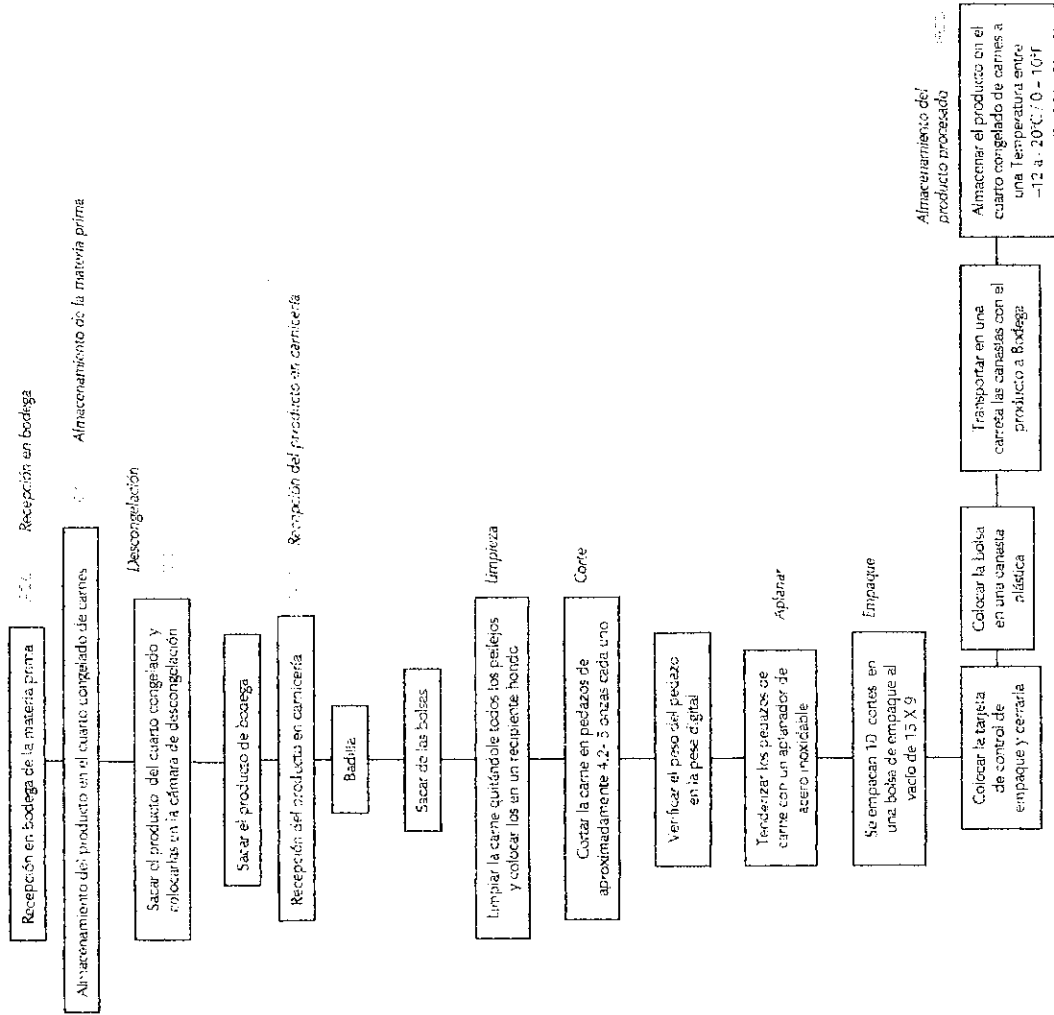 Recepción en bodega de la materia prima
Recepción en bodega
Almacenamiento del producto en el cuarto congelado de carnes
Almacenamiento de la materia prima
Descongelación
Sacar el producto del cuarto congelado y
colocarlas en la cámara de descongelación
Sacar el producto de bodega
Recepción del producto en carnicería
Recepción del prroducto en carnicería
Badilla
Sacar de las bolsas
Limpieza
Limpiar la carne quitándole todos los pellejos
y colocar los en un recipiente hondo
Corte
Cortar la carne en pedazos de
aproximadamente 4.2- 5 onzas cada uno
Verificar el peso del pedazo
en la pese digital
Aplanar
Tenderizar los pedazos de
carne con un aplanador de
acero inoxidable
Empaque
Se empacan 10 cortes en
una bolsa de empaque al
vacío de 15 X 9
Colocar la tarjeta
de control de
empaque y cerrarla
Colocar la bolsa
en una canasta
plástica
Transportar en una
carreta las canastas con el
producto a Bodega
Almacenamiento del
producto procesado
Almacenar el producto en el
cuarto congelado de carnes a
una Temperatura entre
–12 a - 20°C / 0 – 10°F